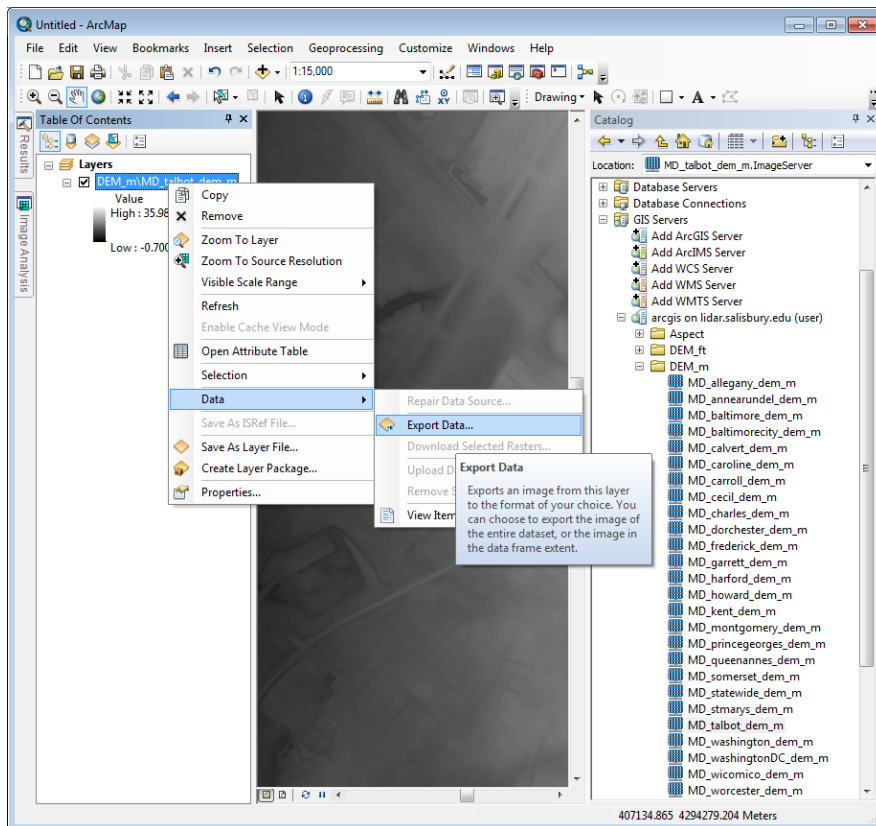 Untitled - ArcMap
File Edit View Bookmarks Insert Selection Geoprocessing Customize Windows Help
1:15,000
Drawing
Results
Image Analysis
Table Of Contents
Layers
DEM_m\MD_talbot_dem_m
Value
High : 35.98
Low : -0.700
Copy
Remove
Zoom To Layer
Zoom To Source Resolution
Visible Scale Range
Refresh
Enable Cache View Mode
Open Attribute Table
Selection
Data
Save As ISRef File...
Save As Layer File...
Create Layer Package...
Properties...
Repair Data Source...
Export Data...
Download Selected Rasters...
Upload D
Remove S
View Item
Export Data
Exports an image from this layer
to the format of your choice. You
can choose to export the image of
the entire dataset, or the image in
the data frame extent.
Catalog
Location: MD_talbot_dem_m.ImageServer
Database Servers
Database Connections
GIS Servers
Add ArcGIS Server
Add ArcIMS Server
Add WCS Server
Add WMS Server
Add WMTS Server
arcgis on lidar.salisbury.edu (user)
Aspect
DEM_ft
DEM_m
MD_allegany_dem_m
MD_annearundel_dem_m
MD_baltimore_dem_m
MD_baltimorecity_dem_m
MD_calvert_dem_m
MD_caroline_dem_m
MD_carroll_dem_m
MD_cecil_dem_m
MD_charles_dem_m
MD_dorchester_dem_m
MD_frederick_dem_m
MD_garrett_dem_m
MD_harford_dem_m
MD_howard_dem_m
MD_kent_dem_m
MD_montgomery_dem_m
MD_princegeorges_dem_m
MD_queenannes_dem_m
MD_somerset_dem_m
MD_statewide_dem_m
MD_stmarys_dem_m
MD_talbot_dem_m
MD_washington_dem_m
MD_washingtonDC_dem_m
MD_wicomico_dem_m
MD_worcester_dem_m
407134.865 4294279.204 Meters